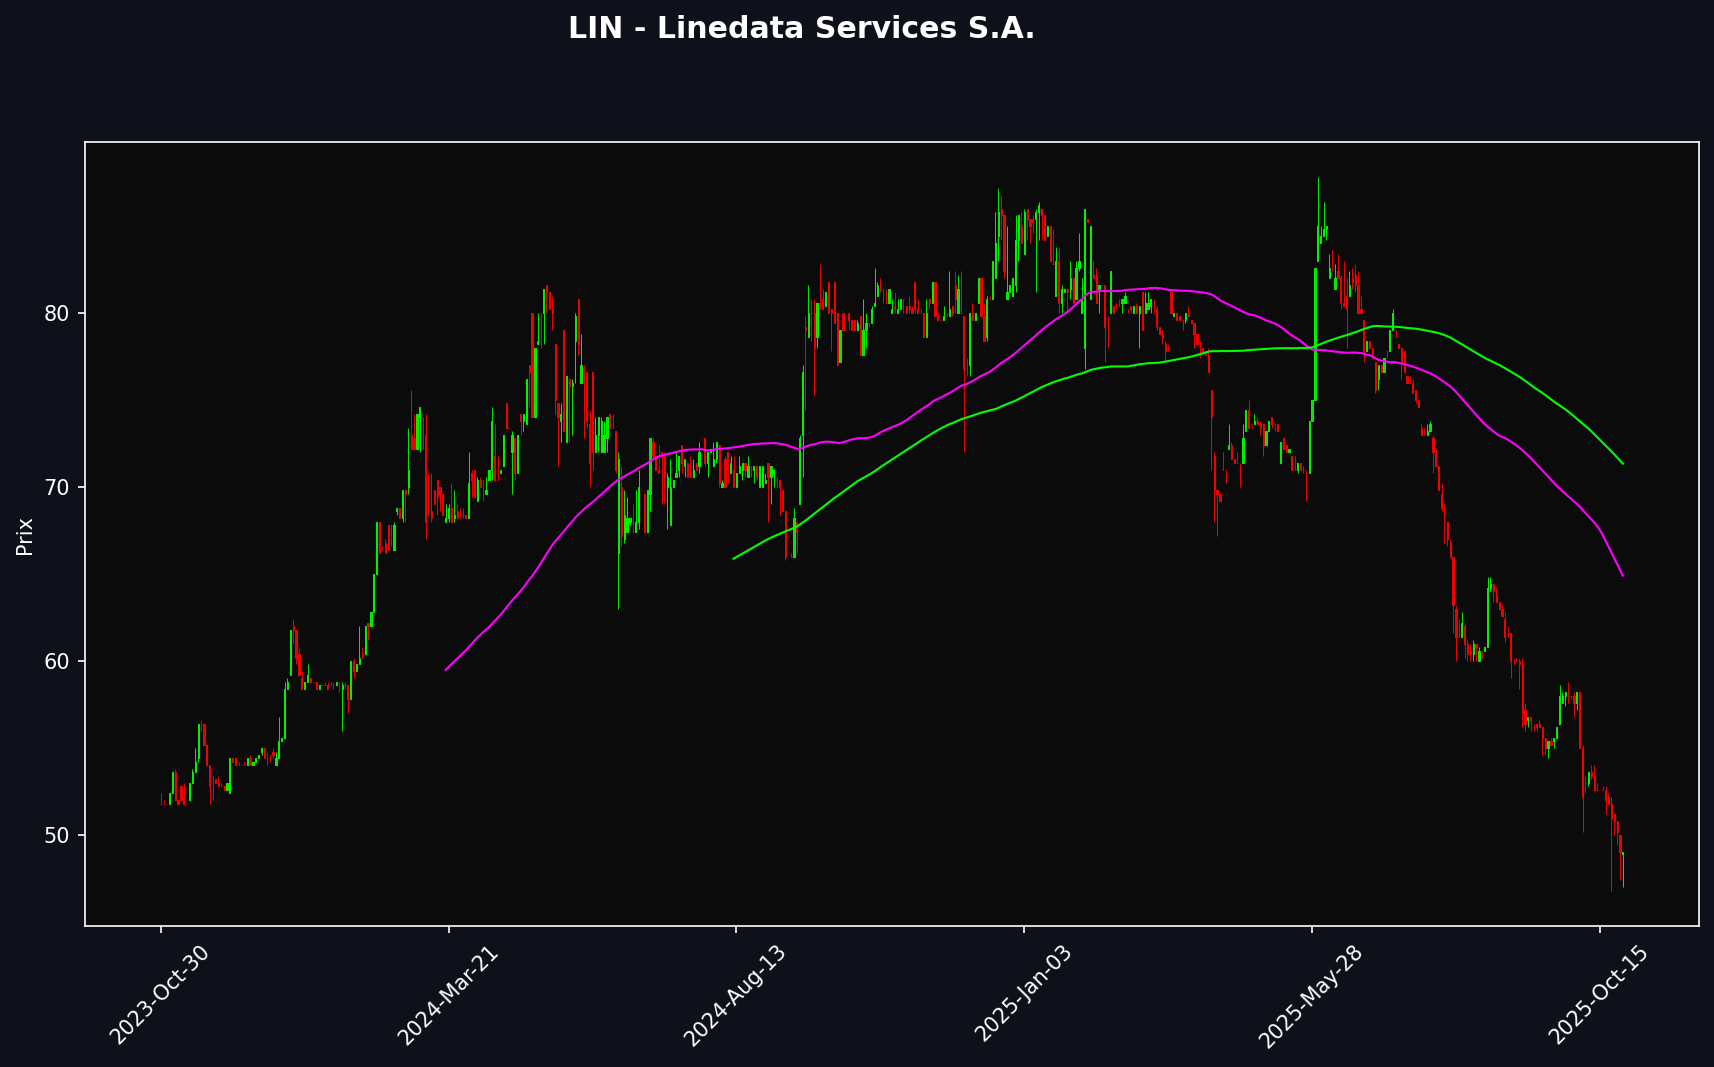 LIN - Linedata Services S.A.
Prix
80
70
60
50
2023-Oct-30
2024-Mar-21
2024-Aug-13
2025-Jan-03
2025-May-28
2025-Oct-15